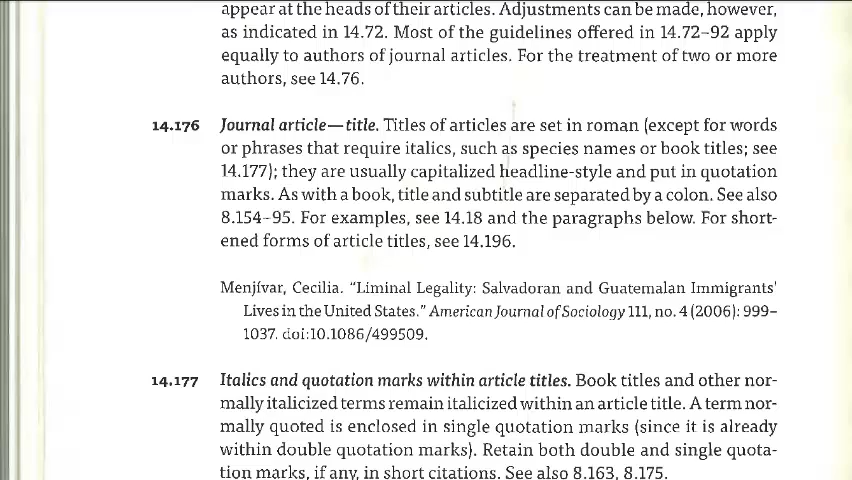 appear at the heads of their articles. Adjustments can be made, however,
as indicated in 14.72. Most of the guidelines offered in 14.72–92 apply
equally to authors of journal articles. For the treatment of two or more
authors, see 14.76.
14.176 Journal article—title. Titles of articles are set in roman (except for words
or phrases that require italics, such as species names or book titles; see
14.177); they are usually capitalized headline-style and put in quotation
marks. As with a book, title and subtitle are separated by a colon. See also
8.154–95. For examples, see 14.18 and the paragraphs below. For short-
ened forms of article titles, see 14.196.
Menjívar, Cecilia. “Liminal Legality: Salvadoran and Guatemalan Immigrants’
Lives in the United States.” American Journal of Sociology 111, no. 4 (2006): 999–
1037. doi:10.1086/499509.
14.177 Italics and quotation marks within article titles. Book titles and other nor-
mally italicized terms remain italicized within an article title. A term nor-
mally quoted is enclosed in single quotation marks (since it is already
within double quotation marks). Retain both double and single quota-
tion marks, if any, in short citations. See also 8.163, 8.175.